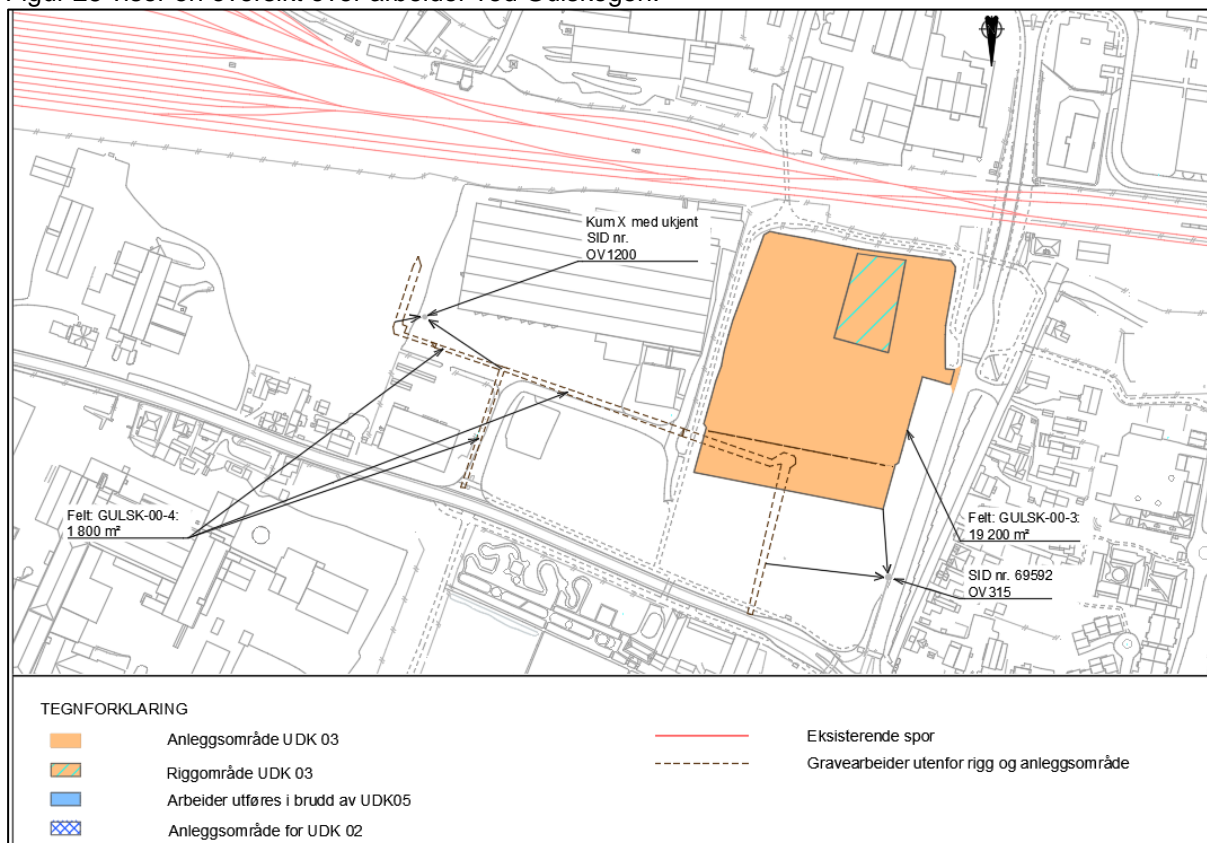 Kum X med ukjent
SID nr.
OV1200
Felt: GULSK-00-4:
1 800 m²
Felt: GULSK-00-3:
19 200 m²
SID nr. 69592
OV315
TEGNFORKLARING
Anleggsområde UDK 03
Riggområde UDK 03
Arbeider utføres i brudd av UDK05
Anleggsområde for UDK 02
Eksisterende spor
Gravearbeider utenfor rigg og anleggsområde